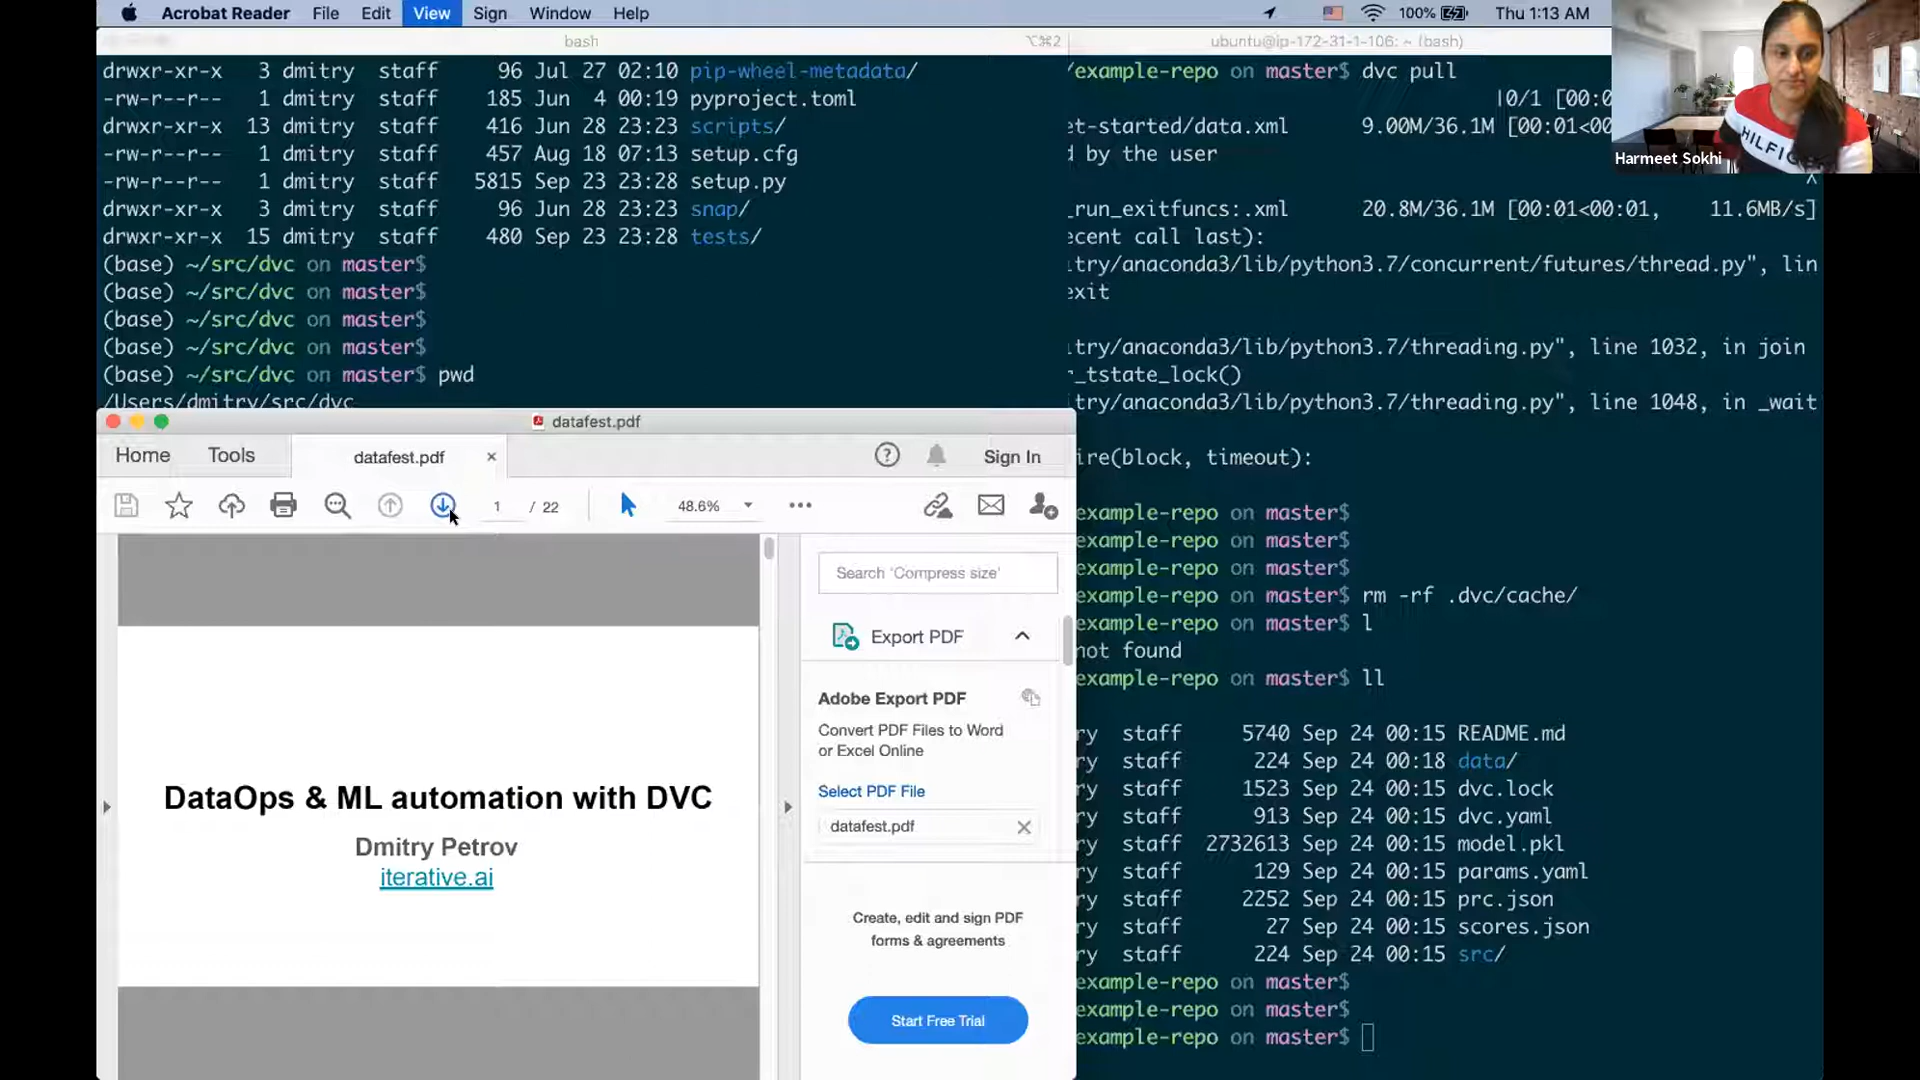 Acrobat Reader File Edit View Sign Window Help 100% Thu 1:13 AM
bash ⌥⌘2
drwxr-xr-x 3 dmitry staff 96 Jul 27 02:10 pip-wheel-metadata/
-rw-r--r-- 1 dmitry staff 185 Jun 4 00:19 pyproject.toml
drwxr-xr-x 13 dmitry staff 416 Jun 28 23:23 scripts/
-rw-r--r-- 1 dmitry staff 457 Aug 18 07:13 setup.cfg
-rw-r--r-- 1 dmitry staff 5815 Sep 23 23:28 setup.py
drwxr-xr-x 3 dmitry staff 96 Jun 28 23:23 snap/
drwxr-xr-x 15 dmitry staff 480 Sep 23 23:28 tests/
(base) ~/src/dvc on master$
(base) ~/src/dvc on master$
(base) ~/src/dvc on master$
(base) ~/src/dvc on master$
(base) ~/src/dvc on master$ pwd
/Users/dmitry/src/dvc
datafest.pdf
Home Tools datafest.pdf × Sign In
1 / 22 48.6%
DataOps & ML automation with DVC
Dmitry Petrov
iterative.ai
Search 'Compress size'
Export PDF
Adobe Export PDF
Convert PDF Files to Word
or Excel Online
Select PDF File
datafest.pdf
Create, edit and sign PDF
forms & agreements
Start Free Trial
ubuntu@ip-172-31-1-106: ~ (bash)
/example-repo on master$ dvc pull
|0/1 [00:0
et-started/data.xml 9.00M/36.1M [00:01<00:
d by the user
^
_run_exitfuncs:.xml 20.8M/36.1M [00:01<00:01, 11.6MB/s]
ecent call last):
itry/anaconda3/lib/python3.7/concurrent/futures/thread.py", lin
exit
itry/anaconda3/lib/python3.7/threading.py", line 1032, in join
r_tstate_lock()
itry/anaconda3/lib/python3.7/threading.py", line 1048, in _wait
ire(block, timeout):
example-repo on master$
example-repo on master$
example-repo on master$
example-repo on master$ rm -rf .dvc/cache/
example-repo on master$ l
not found
example-repo on master$ ll
ry staff 5740 Sep 24 00:15 README.md
ry staff 224 Sep 24 00:18 data/
ry staff 1523 Sep 24 00:15 dvc.lock
ry staff 913 Sep 24 00:15 dvc.yaml
ry staff 2732613 Sep 24 00:15 model.pkl
ry staff 129 Sep 24 00:15 params.yaml
ry staff 2252 Sep 24 00:15 prc.json
ry staff 27 Sep 24 00:15 scores.json
ry staff 224 Sep 24 00:15 src/
example-repo on master$
example-repo on master$
example-repo on master$
Harmeet Sokhi
HILFIG